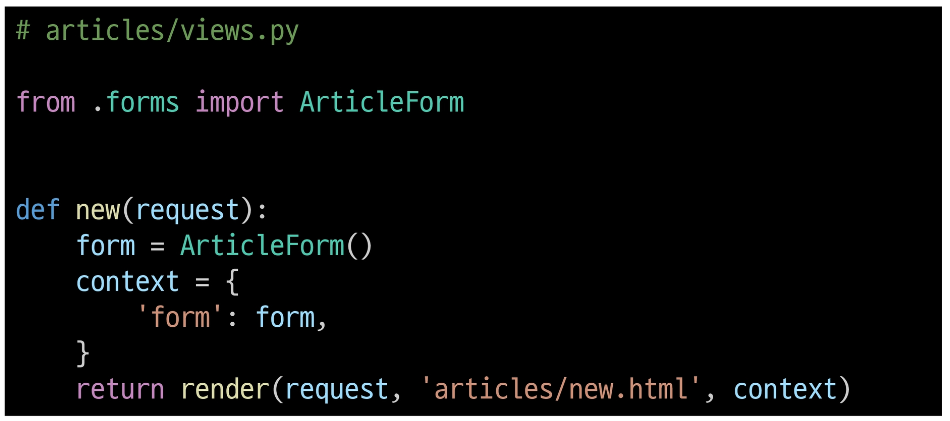 # articles/views.py
from .forms import ArticleForm
def new(request):
    form = ArticleForm()
    context = {
        'form': form,
    }
    return render(request, 'articles/new.html', context)